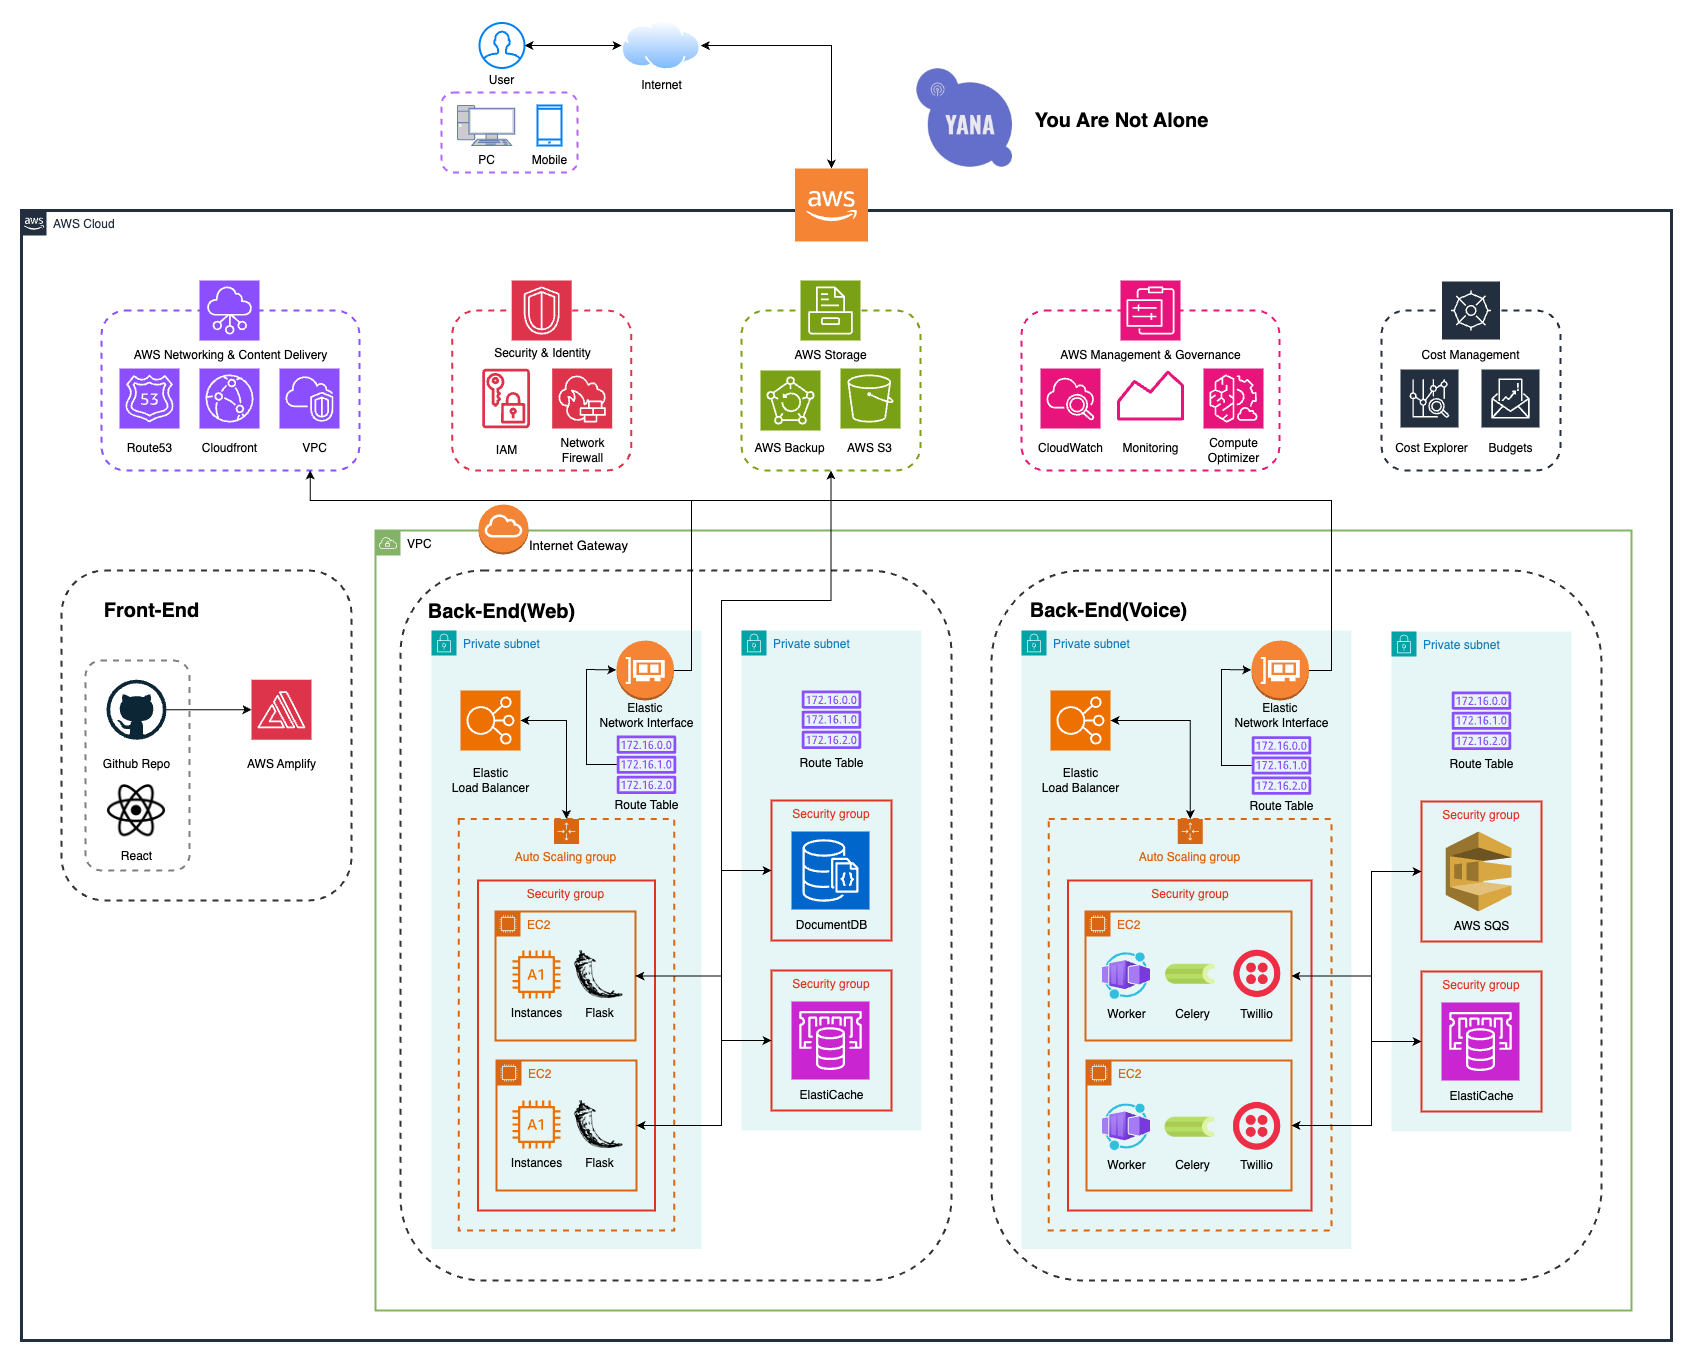 User
Internet
PC
Mobile
YANA
You Are Not Alone
aws
aws
AWS Cloud
AWS Networking & Content Delivery
53
Route53
Cloudfront
VPC
Security & Identity
IAM
Network
Firewall
AWS Storage
AWS Backup
AWS S3
AWS Management & Governance
CloudWatch
Monitoring
Compute
Optimizer
Cost Management
Cost Explorer
Budgets
VPC
Internet Gateway
Front-End
Github Repo
React
AWS Amplify
Back-End(Web)
Private subnet
Elastic
Network Interface
172.16.0.0
172.16.1.0
172.16.2.0
Route Table
Elastic
Load Balancer
Auto Scaling group
Security group
EC2
A1
Instances
Flask
EC2
A1
Instances
Flask
Private subnet
172.16.0.0
172.16.1.0
172.16.2.0
Route Table
Security group
DocumentDB
Security group
ElastiCache
Back-End(Voice)
Private subnet
Elastic
Network Interface
172.16.0.0
172.16.1.0
172.16.2.0
Route Table
Elastic
Load Balancer
Auto Scaling group
Security group
EC2
Worker
Celery
Twillio
EC2
Worker
Celery
Twillio
Private subnet
172.16.0.0
172.16.1.0
172.16.2.0
Route Table
Security group
AWS SQS
Security group
ElastiCache